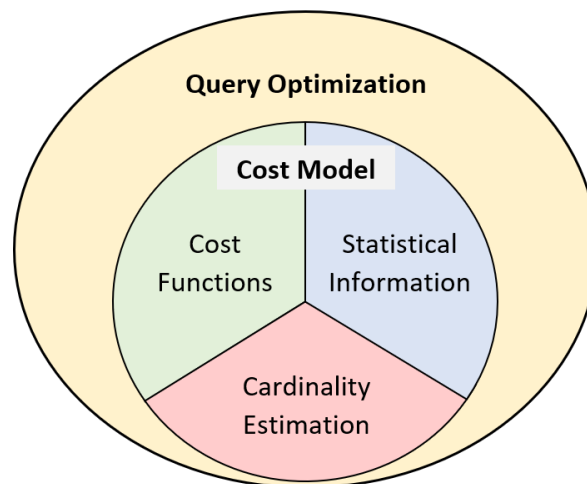 Query Optimization
Cost Model
Cost
Functions
Statistical
Information
Cardinality
Estimation